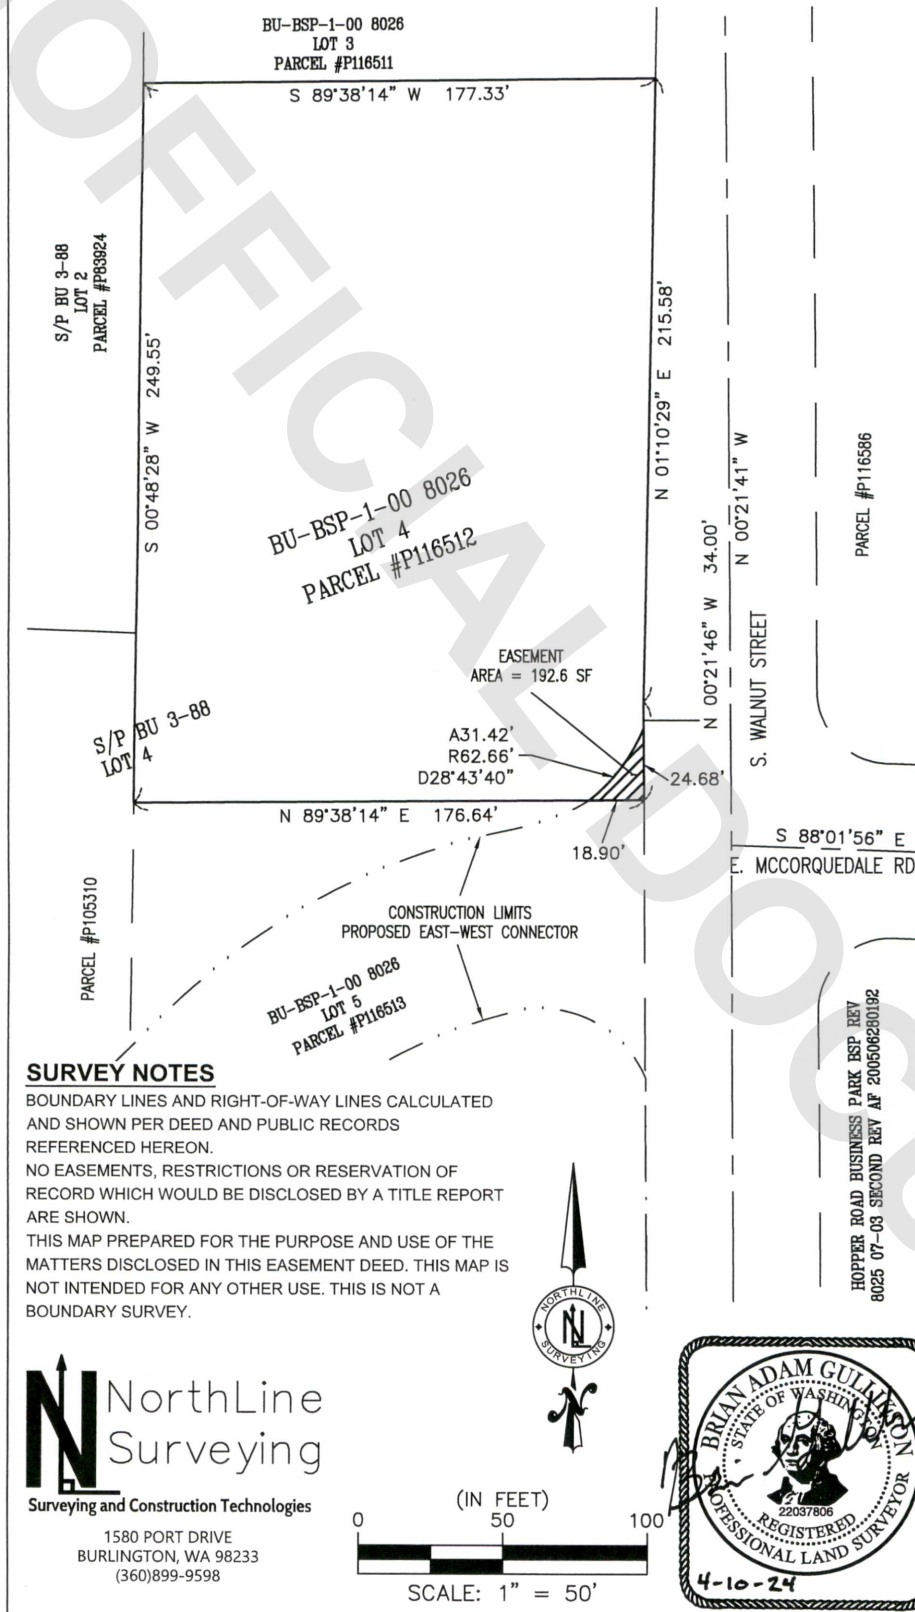 BU-BSP-1-00 8026
LOT 3
PARCEL #P116511
S 89°38'14" W 177.33'
S/P BU 3-88
LOT 2
PARCEL #P83924
S 00°48'28" W 249.55'
N 01°10'29" E 215.58'
BU-BSP-1-00 8026
LOT 4
PARCEL #P116512
N 00°21'46" W 34.00'
N 00°21'41" W
S. WALNUT STREET
PARCEL #P116586
EASEMENT
AREA = 192.6 SF
S/P BU 3-88
LOT 4
A31.42'
R62.66'
D28°43'40"
24.68'
N 89°38'14" E 176.64'
18.90'
S 88°01'56" E
E. MCCORQUEDALE RD
PARCEL #P105310
CONSTRUCTION LIMITS
PROPOSED EAST-WEST CONNECTOR
BU-BSP-1-00 8026
LOT 5
PARCEL #P116513
HOPPER ROAD BUSINESS PARK BSP REV
8025 07-03 SECOND REV AF 200506280192
SURVEY NOTES
BOUNDARY LINES AND RIGHT-OF-WAY LINES CALCULATED
AND SHOWN PER DEED AND PUBLIC RECORDS
REFERENCED HEREON.
NO EASEMENTS, RESTRICTIONS OR RESERVATION OF
RECORD WHICH WOULD BE DISCLOSED BY A TITLE REPORT
ARE SHOWN.
THIS MAP PREPARED FOR THE PURPOSE AND USE OF THE
MATTERS DISCLOSED IN THIS EASEMENT DEED. THIS MAP IS
NOT INTENDED FOR ANY OTHER USE. THIS IS NOT A
BOUNDARY SURVEY.
NORTHLINE
N
SURVEYING
N
NorthLine
Surveying
Surveying and Construction Technologies
1580 PORT DRIVE
BURLINGTON, WA 98233
(360)899-9598
(IN FEET)
0 50 100
SCALE: 1" = 50'
BRIAN ADAM GULLIKSON
STATE OF WASHINGTON
22037806
REGISTERED
PROFESSIONAL LAND SURVEYOR
4-10-24
OFFICIAL DOCU